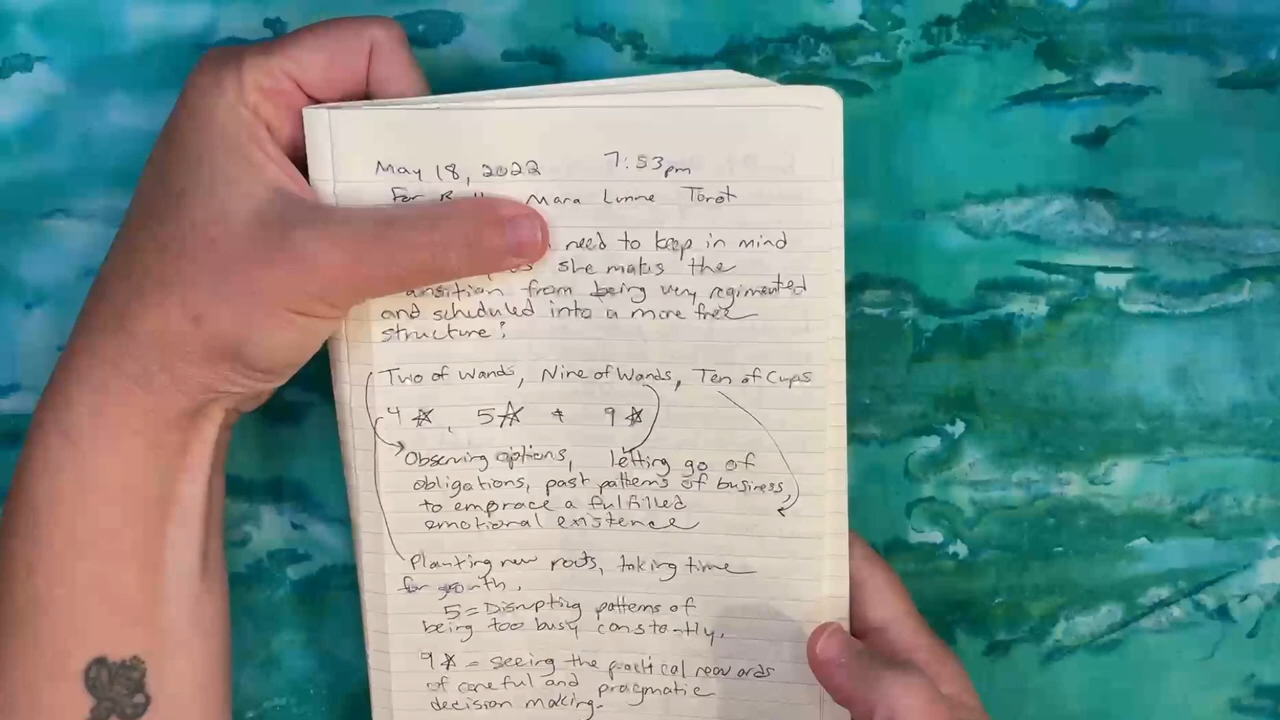 May 18, 2022 7:53pm
For Mara Lunne Tarot
need to keep in mind
as she makes the
transition from being very regimented
and scheduled into a more free
structure?
Two of Wands, Nine of Wands, Ten of Cups
4☆, 5☆ + 9☆
Observing options, letting go of
obligations, past patterns of business,
to embrace a fulfilled
emotional existence
Planting new roots, taking time
for growth.
5 = Disrupting patterns of
being too busy constantly.
9☆ = seeing the practical rewards
of careful and pragmatic
decision making.